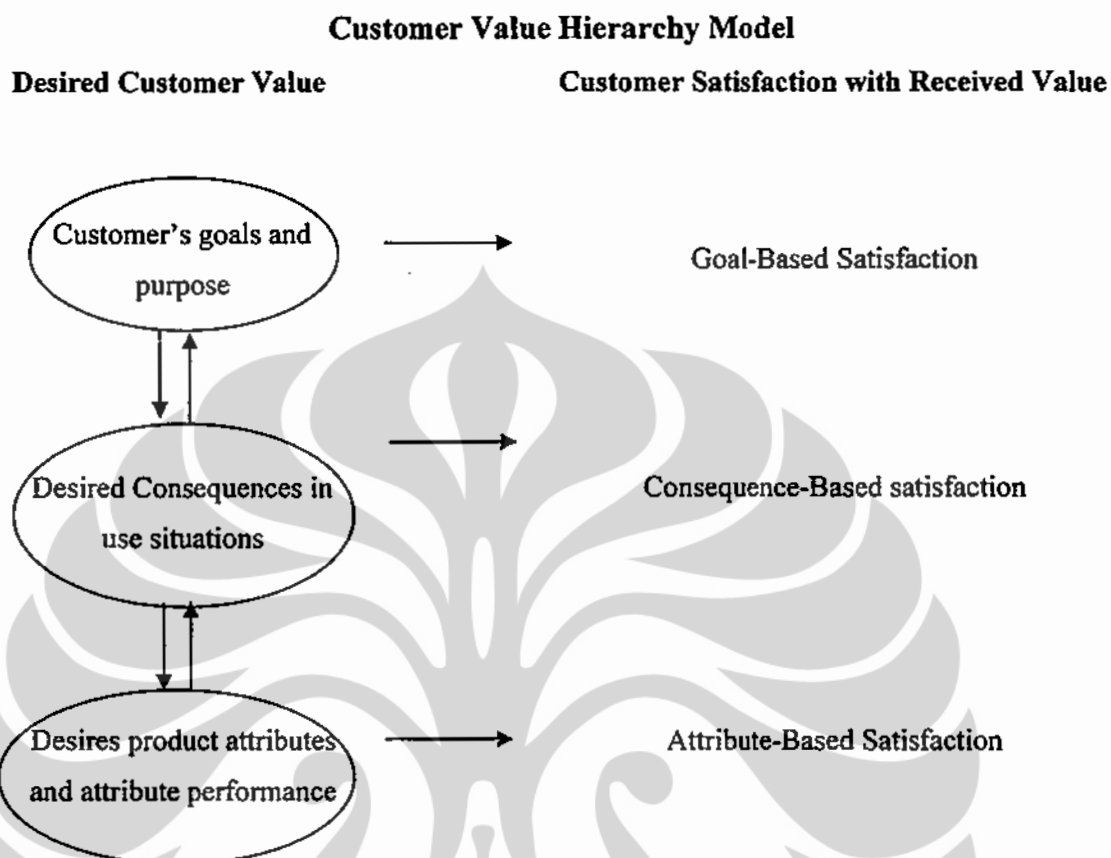 Customer Value Hierarchy Model
Desired Customer Value
Customer Satisfaction with Received Value
Customer's goals and
purpose
Goal-Based Satisfaction
Desired Consequences in
use situations
Consequence-Based satisfaction
Desires product attributes
and attribute performance
Attribute-Based Satisfaction